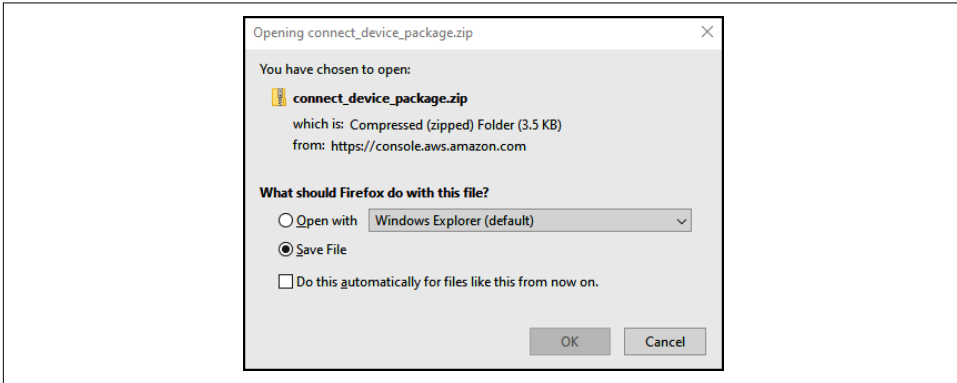 Opening connect_device_package.zip
You have chosen to open:
connect_device_package.zip
which is: Compressed (zipped) Folder (3.5 KB)
from: https://console.aws.amazon.com
What should Firefox do with this file?
Open with Windows Explorer (default)
Save File
Do this automatically for files like this from now on.
OK Cancel